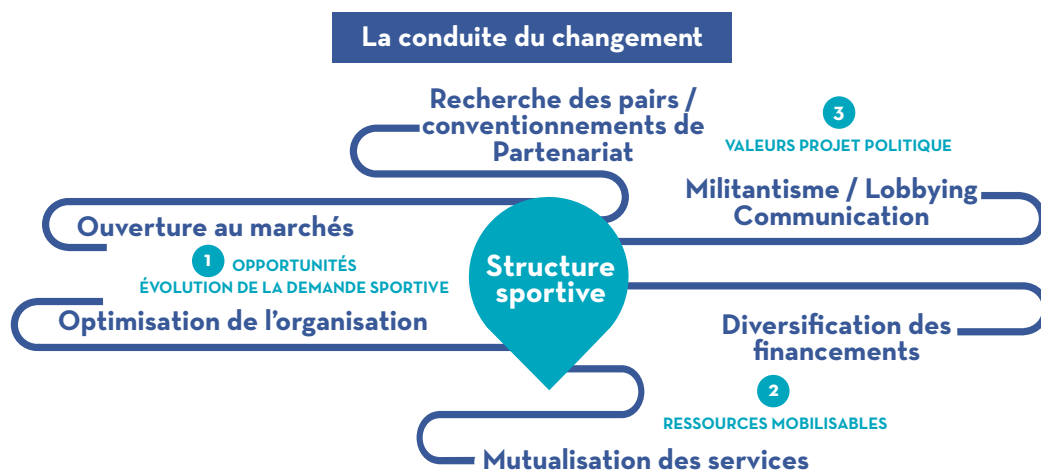 La conduite du changement
Recherche des pairs /
conventionnements de
Partenariat
3
VALEURS PROJET POLITIQUE
Militantisme / Lobbying
Communication
Ouverture au marchés
1 OPPORTUNITÉS
ÉVOLUTION DE LA DEMANDE SPORTIVE
Structure
sportive
Optimisation de l'organisation
Diversification des
financements
2
RESSOURCES MOBILISABLES
Mutualisation des services